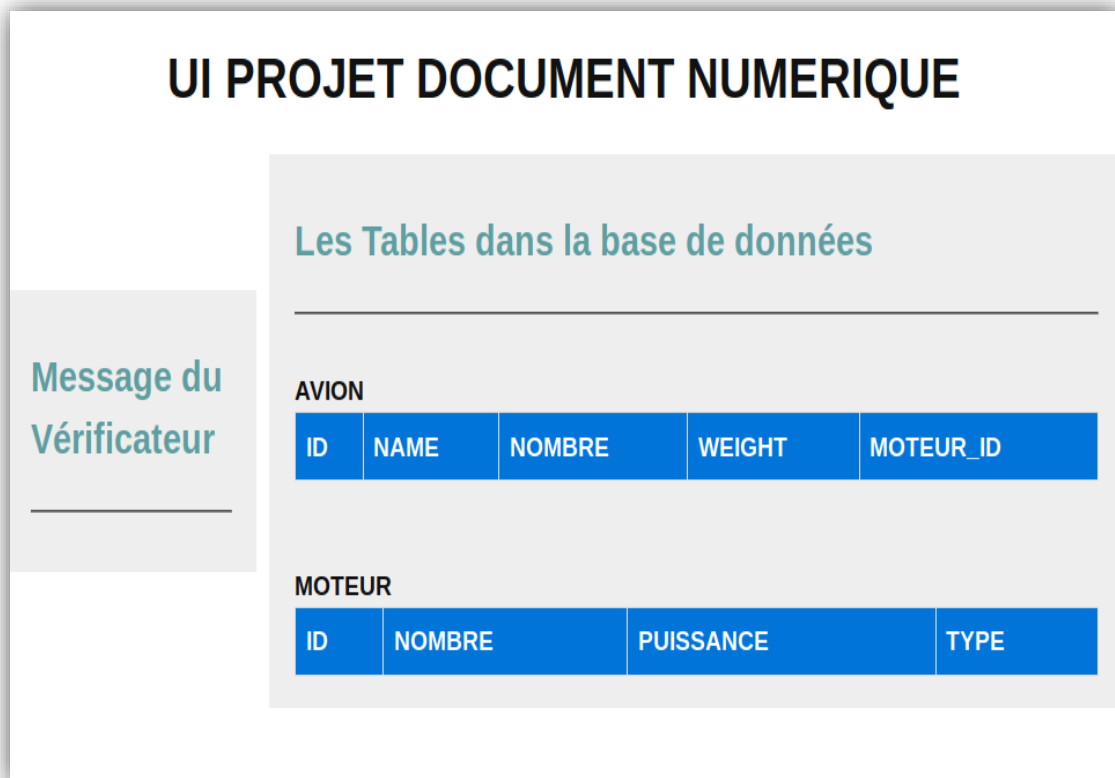 UI PROJET DOCUMENT NUMERIQUE
Message du
Vérificateur
Les Tables dans la base de données
AVION
ID NAME NOMBRE WEIGHT MOTEUR_ID
MOTEUR
ID NOMBRE PUISSANCE TYPE